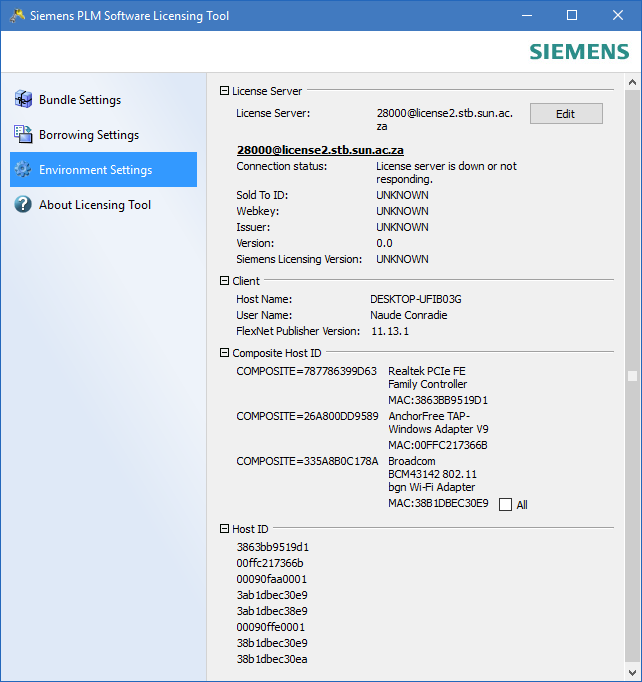 Siemens PLM Software Licensing Tool
SIEMENS
Bundle Settings
Borrowing Settings
Environment Settings
About Licensing Tool
License Server
License Server: 28000@license2.stb.sun.ac.
za
Edit
28000@license2.stb.sun.ac.za
Connection status: License server is down or not
responding.
Sold To ID: UNKNOWN
Webkey: UNKNOWN
Issuer: UNKNOWN
Version: 0.0
Siemens Licensing Version: UNKNOWN
Client
Host Name: DESKTOP-UFIB03G
User Name: Naude Conradie
FlexNet Publisher Version: 11.13.1
Composite Host ID
COMPOSITE=787786399D63 Realtek PCIe FE
Family Controller
MAC:3863BB9519D1
COMPOSITE=26A800DD9589 AnchorFree TAP-
Windows Adapter V9
MAC:00FFC217366B
COMPOSITE=335A8B0C178A Broadcom
BCM43142 802.11
bgn Wi-Fi Adapter
MAC:38B1DBEC30E9 All
Host ID
3863bb9519d1
00ffc217366b
00090faa0001
3ab1dbec30e9
3ab1dbec38e9
00090ffe0001
38b1dbec30e9
38b1dbec30ea